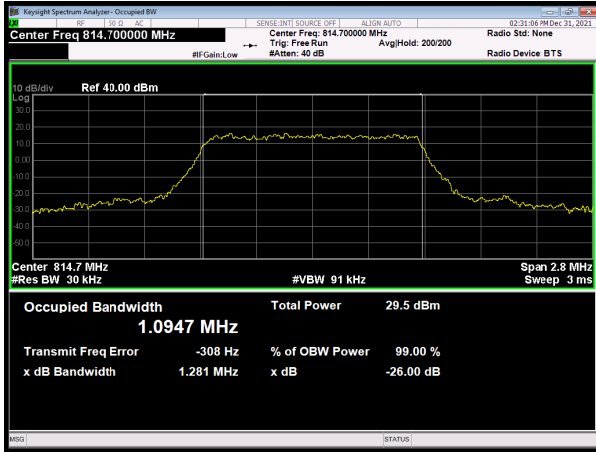 Keysight Spectrum Analyzer - Occupied BW
RF 50 Ω AC SENSE:INT SOURCE OFF ALIGN AUTO 02:31:06 PM Dec 31, 2021
Center Freq 814.700000 MHz Center Freq: 814.700000 MHz Radio Std: None
Trig: Free Run Avg|Hold: 200/200
#IFGain:Low #Atten: 40 dB Radio Device: BTS
10 dB/div Ref 40.00 dBm
Log
30.0
20.0
10.0
0.00
-10.0
-20.0
-30.0
-40.0
-50.0
Center 814.7 MHz Span 2.8 MHz
#Res BW 30 kHz #VBW 91 kHz Sweep 3 ms
Occupied Bandwidth Total Power 29.5 dBm
1.0947 MHz
Transmit Freq Error -308 Hz % of OBW Power 99.00 %
x dB Bandwidth 1.281 MHz x dB -26.00 dB
MSG STATUS